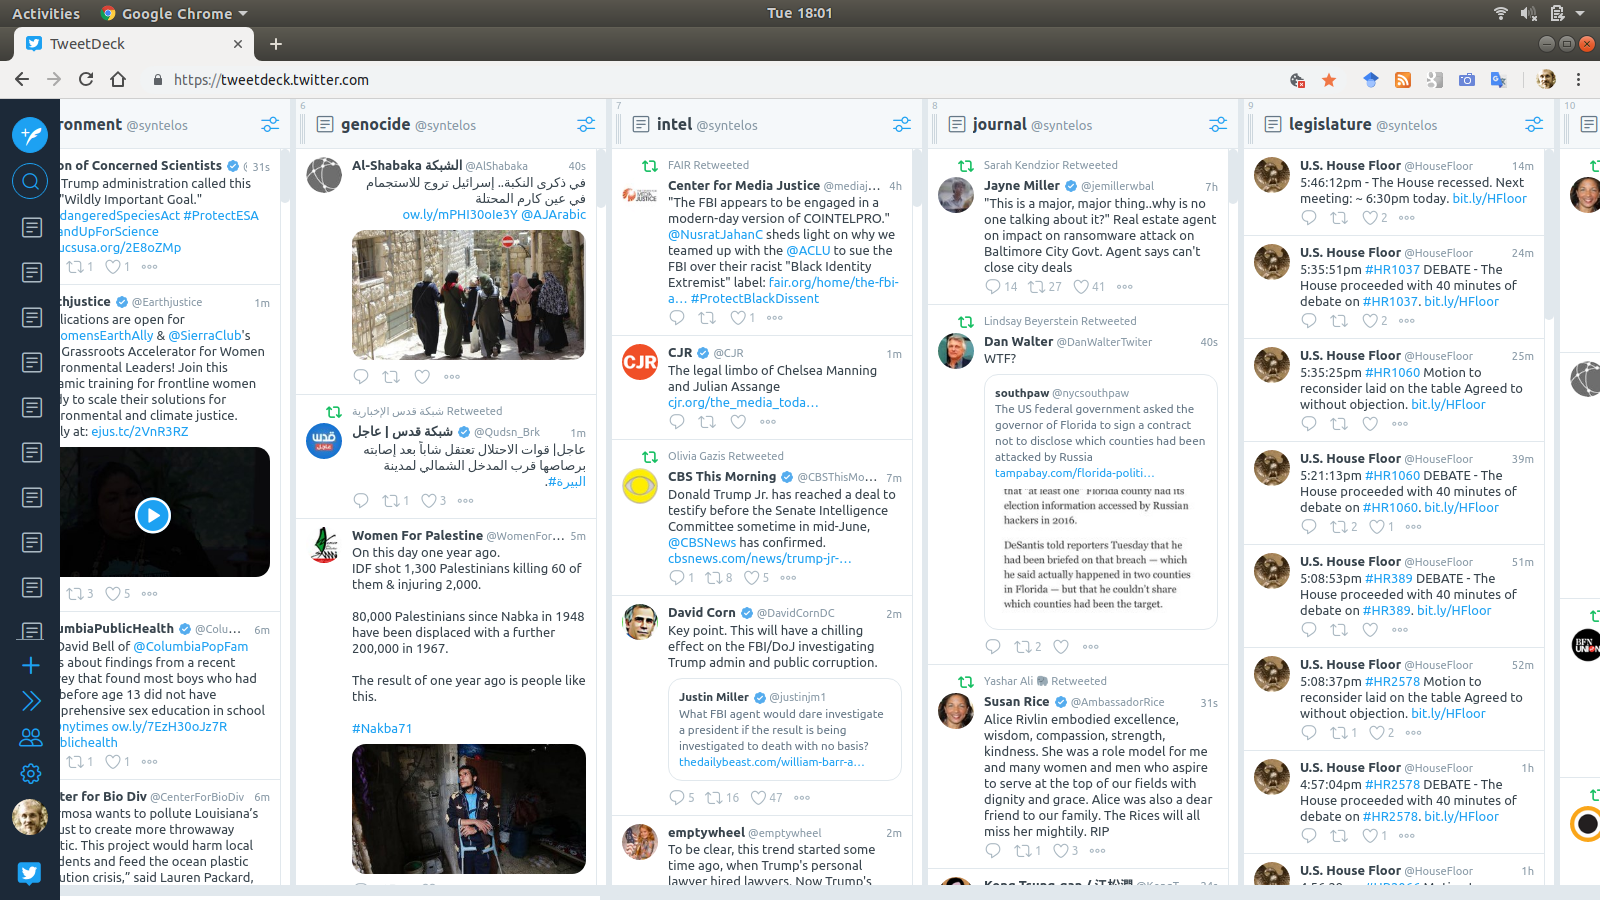 Activities
Google Chrome
Tue 18:01
TweetDeck
https://tweetdeck.twitter.com
ronment @syntelos
on of Concerned Scientists 31s
Trump administration called this
"Wildly Important Goal."
dangeredSpeciesAct #ProtectESA
andUpForScience
ucsusa.org/2E8oZMp
1 1
hjustice @Earthjustice 1m
lications are open for
omensEarthAlly & @SierraClub's
Grassroots Accelerator for Women
ronmental Leaders! Join this
amic training for frontline women
dy to scale their solutions for
ronmental and climate justice.
ly at: ejus.tc/2VnR3RZ
3 5
umbiaPublicHealth @Colu... 6m
David Bell of @ColumbiaPopFam
s about findings from a recent
vey that found most boys who had
before age 13 did not have
prehensive sex education in school
nytimes ow.ly/7EzH30oJz7R
blichealth
1 1
ter for Bio Div @CenterForBioDiv 6m
mosa wants to pollute Louisiana's
ust to create more throwaway
tic. This project would harm local
dents and feed the ocean plastic
ution crisis," said Lauren Packard,
6
genocide @syntelos
Al-Shabaka الشبكة @AlShabaka 40s
في ذكرى النكبة.. إسرائيل تروج للاستجمام
في عين كارم المحتلة
ow.ly/mPHI30oIe3Y @AJArabic
شبكة قدس الإخبارية Retweeted
شبكة قدس | عاجل @Qudsn_Brk 1m
عاجل| قوات الاحتلال تعتقل شاباً بعد إصابته
برصاصها قرب المدخل الشمالي لمدينة
#البيرة.
1 3
Women For Palestine @WomenFor... 5m
On this day one year ago.
IDF shot 1,300 Palestinians killing 60 of
them & injuring 2,000.
80,000 Palestinians since Nabka in 1948
have been displaced with a further
200,000 in 1967.
The result of one year ago is people like
this.
#Nakba71
7
intel @syntelos
FAIR Retweeted
Center for Media Justice @mediaj... 4h
"The FBI appears to be engaged in a
modern-day version of COINTELPRO."
@NusratJahanC sheds light on why we
teamed up with the @ACLU to sue the
FBI over their racist "Black Identity
Extremist" label: fair.org/home/the-fbi-
a... #ProtectBlackDissent
1
CJR @CJR 1m
The legal limbo of Chelsea Manning
and Julian Assange
cjr.org/the_media_toda...
Olivia Gazis Retweeted
CBS This Morning @CBSThisMo... 7m
Donald Trump Jr. has reached a deal to
testify before the Senate Intelligence
Committee sometime in mid-June,
@CBSNews has confirmed.
cbsnews.com/news/trump-jr-...
1 8 5
David Corn @DavidCornDC 2m
Key point. This will have a chilling
effect on the FBI/DoJ investigating
Trump admin and public corruption.
Justin Miller @justinjm1
What FBI agent would dare investigate
a president if the result is being
investigated to death with no basis?
thedailybeast.com/william-barr-a...
5 16 47
emptywheel @emptywheel 2m
To be clear, this trend started some
time ago, when Trump's personal
lawyer hired lawyers. Now Trump's
8
journal @syntelos
Sarah Kendzior Retweeted
Jayne Miller @jemillerwbal 7h
"This is a major, major thing..why is no
one talking about it?" Real estate agent
on impact on ransomware attack on
Baltimore City Govt. Agent says can't
close city deals
14 27 41
Lindsay Beyerstein Retweeted
Dan Walter @DanWalterTwiter 40s
WTF?
southpaw @nycsouthpaw
The US federal government asked the
governor of Florida to sign a contract
not to disclose which counties had been
attacked by Russia
tampabay.com/florida-politi...
that "at least one" Florida county had its
election information accessed by Russian
hackers in 2016.
DeSantis told reporters Tuesday that he
had been briefed on that breach — which
he said actually happened in two counties
in Florida — but that he couldn't share
which counties had been the target.
2
Yashar Ali Retweeted
Susan Rice @AmbassadorRice 31s
Alice Rivlin embodied excellence,
wisdom, compassion, strength,
kindness. She was a role model for me
and many women and men who aspire
to serve at the top of our fields with
dignity and grace. Alice was also a dear
friend to our family. The Rices will all
miss her mightily. RIP
1 3
9
legislature @syntelos
U.S. House Floor @HouseFloor 14m
5:46:12pm - The House recessed. Next
meeting: ~ 6:30pm today. bit.ly/HFloor
2
U.S. House Floor @HouseFloor 24m
5:35:51pm #HR1037 DEBATE - The
House proceeded with 40 minutes of
debate on #HR1037. bit.ly/HFloor
2
U.S. House Floor @HouseFloor 25m
5:35:25pm #HR1060 Motion to
reconsider laid on the table Agreed to
without objection. bit.ly/HFloor
U.S. House Floor @HouseFloor 39m
5:21:13pm #HR1060 DEBATE - The
House proceeded with 40 minutes of
debate on #HR1060. bit.ly/HFloor
2 1
U.S. House Floor @HouseFloor 51m
5:08:53pm #HR389 DEBATE - The
House proceeded with 40 minutes of
debate on #HR389. bit.ly/HFloor
U.S. House Floor @HouseFloor 52m
5:08:37pm #HR2578 Motion to
reconsider laid on the table Agreed to
without objection. bit.ly/HFloor
1 2
U.S. House Floor @HouseFloor 1h
4:57:04pm #HR2578 DEBATE - The
House proceeded with 40 minutes of
debate on #HR2578. bit.ly/HFloor
1
U.S. House Floor @HouseFloor 1h
10
BFN
UNION